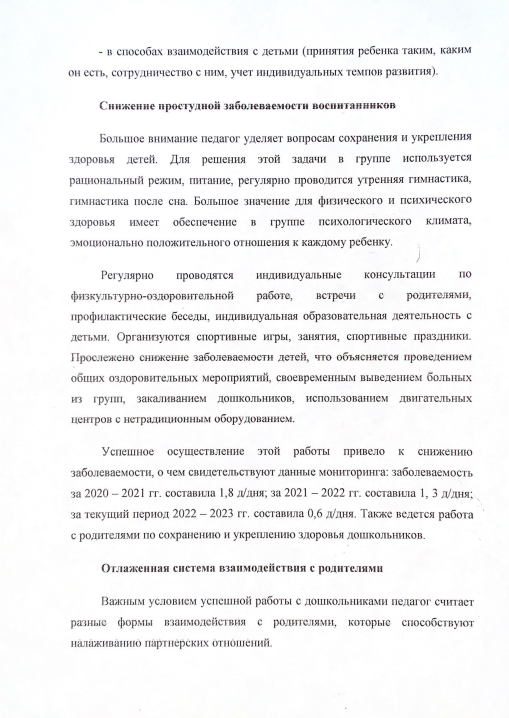 - в способах взаимодействия с детьми (принятия ребенка таким, каким
он есть, сотрудничество с ним, учет индивидуальных темпов развития).
Снижение простудной заболеваемости воспитанников
Большое внимание педагог уделяет вопросам сохранения и укрепления
здоровья детей. Для решения этой задачи в группе используется
рациональный режим, питание, регулярно проводится утренняя гимнастика,
гимнастика после сна. Большое значение для физического и психического
здоровья имеет обеспечение в группе психологического климата,
эмоционально положительного отношения к каждому ребенку.
Регулярно проводятся индивидуальные консультации по
физкультурно-оздоровительной работе, встречи с родителями,
профилактические беседы, индивидуальная образовательная деятельность с
детьми. Организуются спортивные игры, занятия, спортивные праздники.
Прослежено снижение заболеваемости детей, что объясняется проведением
общих оздоровительных мероприятий, своевременным выведением больных
из групп, закаливанием дошкольников, использованием двигательных
центров с нетрадиционным оборудованием.
Успешное осуществление этой работы привело к снижению
заболеваемости, о чем свидетельствуют данные мониторинга: заболеваемость
за 2020 – 2021 гг. составила 1,8 д/дня; за 2021 – 2022 гг. составила 1, 3 д/дня;
за текущий период 2022 – 2023 гг. составила 0,6 д/дня. Также ведется работа
с родителями по сохранению и укреплению здоровья дошкольников.
Отлаженная система взаимодействия с родителями
Важным условием успешной работы с дошкольниками педагог считает
разные формы взаимодействия с родителями, которые способствуют
налаживанию партнерских отношений.